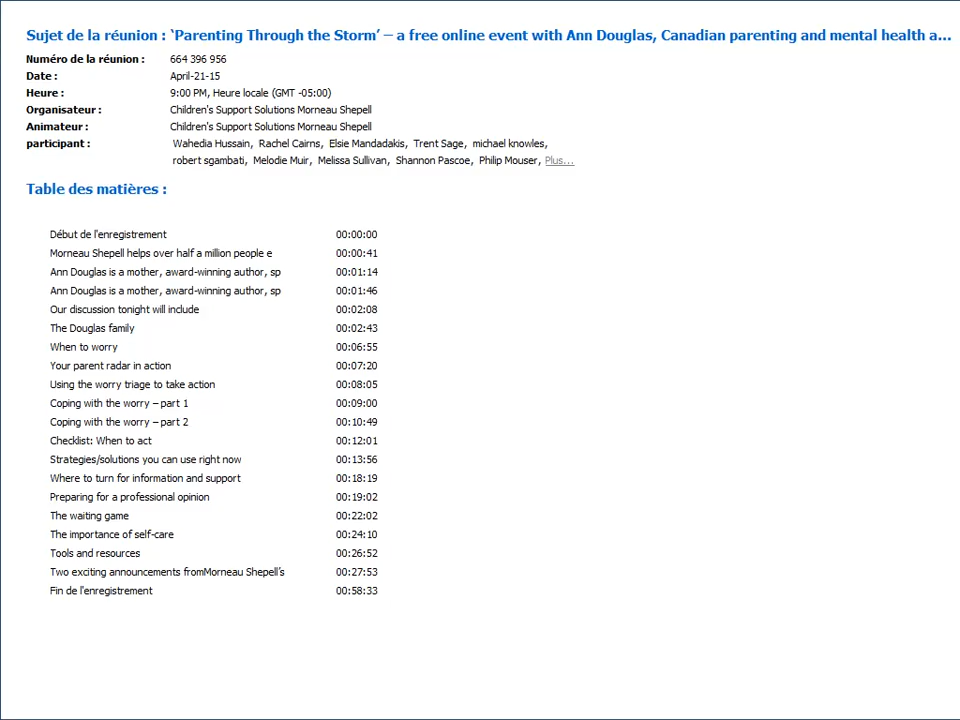 Sujet de la réunion : ‘Parenting Through the Storm’ – a free online event with Ann Douglas, Canadian parenting and mental health a...
Numéro de la réunion : 664 396 956
Date : April-21-15
Heure : 9:00 PM, Heure locale (GMT -05:00)
Organisateur : Children's Support Solutions Morneau Shepell
Animateur : Children's Support Solutions Morneau Shepell
participant : Wahedia Hussain, Rachel Cairns, Elsie Mandadakis, Trent Sage, michael knowles,
robert sgambati, Melodie Muir, Melissa Sullivan, Shannon Pascoe, Philip Mouser, Plus...
Table des matières :
Début de l'enregistrement 00:00:00
Morneau Shepell helps over half a million people e 00:00:41
Ann Douglas is a mother, award-winning author, sp 00:01:14
Ann Douglas is a mother, award-winning author, sp 00:01:46
Our discussion tonight will include 00:02:08
The Douglas family 00:02:43
When to worry 00:06:55
Your parent radar in action 00:07:20
Using the worry triage to take action 00:08:05
Coping with the worry – part 1 00:09:00
Coping with the worry – part 2 00:10:49
Checklist: When to act 00:12:01
Strategies/solutions you can use right now 00:13:56
Where to turn for information and support 00:18:19
Preparing for a professional opinion 00:19:02
The waiting game 00:22:02
The importance of self-care 00:24:10
Tools and resources 00:26:52
Two exciting announcements fromMorneau Shepell’s 00:27:53
Fin de l'enregistrement 00:58:33